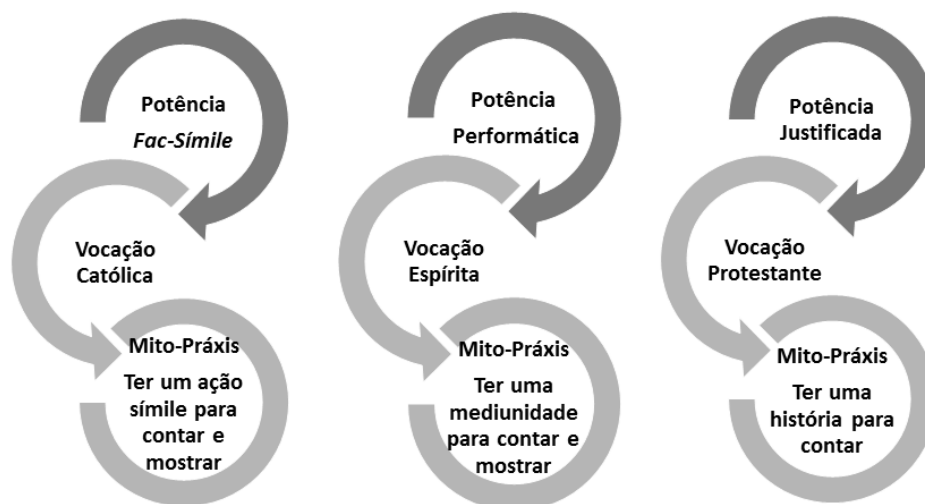 Potência
Fac-Símile
Vocação
Católica
Mito-Práxis
Ter um ação
símile para
contar e
mostrar
Potência
Performática
Vocação
Espírita
Mito-Práxis
Ter uma
mediunidade
para contar e
mostrar
Potência
Justificada
Vocação
Protestante
Mito-Práxis
Ter uma
história para
contar